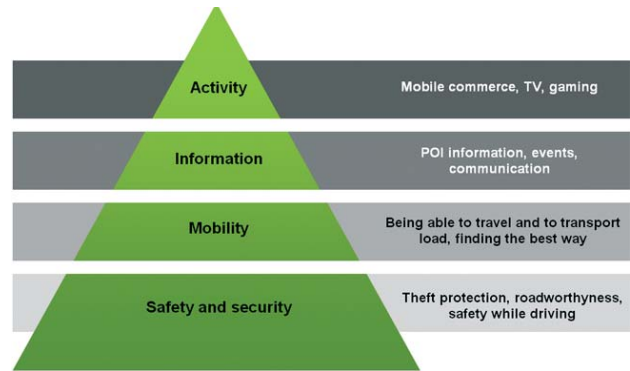 Activity
Mobile commerce, TV, gaming
Information
POI information, events,
communication
Mobility
Being able to travel and to transport
load, finding the best way
Safety and security
Theft protection, roadworthyness,
safety while driving